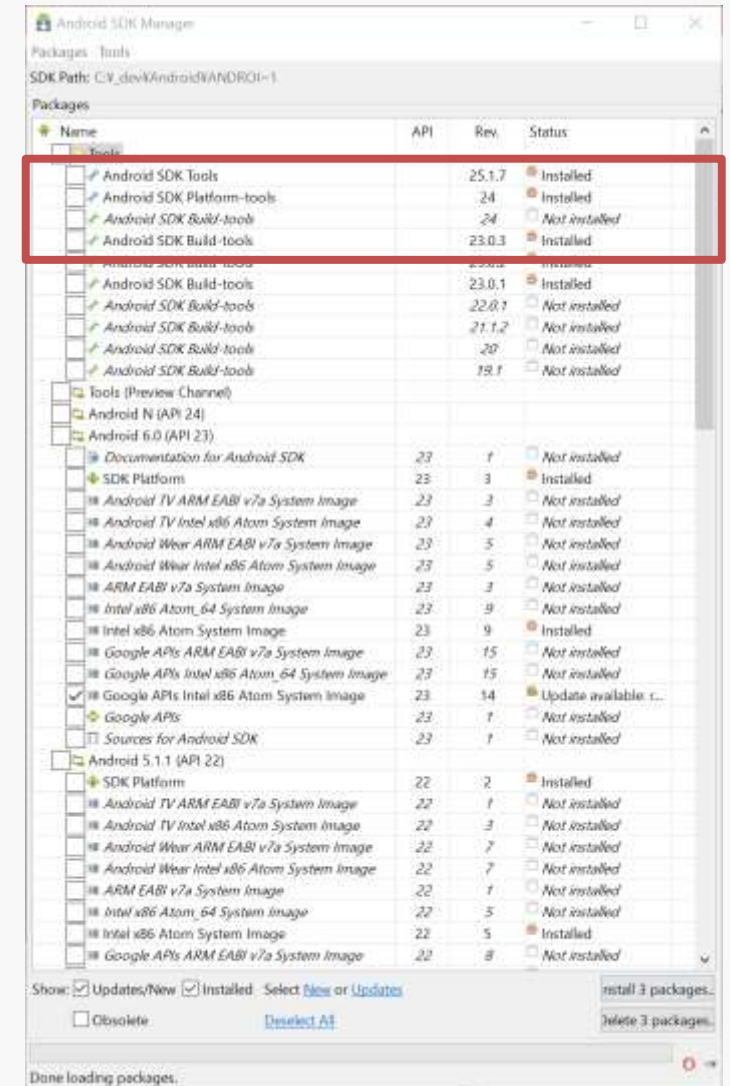 Android SDK Manager
Packages Tools
SDK Path: C:¥_dev¥Android¥ANDROI~1
Packages
Name API Rev. Status
Tools
Android SDK Tools 25.1.7 Installed
Android SDK Platform-tools 24 Installed
Android SDK Build-tools 24 Not installed
Android SDK Build-tools 23.0.3 Installed
Android SDK Build-tools 23.0.2 Installed
Android SDK Build-tools 23.0.1 Installed
Android SDK Build-tools 22.0.1 Not installed
Android SDK Build-tools 21.1.2 Not installed
Android SDK Build-tools 20 Not installed
Android SDK Build-tools 19.1 Not installed
Tools (Preview Channel)
Android N (API 24)
Android 6.0 (API 23)
Documentation for Android SDK 23 1 Not installed
SDK Platform 23 3 Installed
Android TV ARM EABI v7a System Image 23 3 Not installed
Android TV Intel x86 Atom System Image 23 4 Not installed
Android Wear ARM EABI v7a System Image 23 5 Not installed
Android Wear Intel x86 Atom System Image 23 5 Not installed
ARM EABI v7a System Image 23 3 Not installed
Intel x86 Atom_64 System Image 23 9 Not installed
Intel x86 Atom System Image 23 9 Installed
Google APIs ARM EABI v7a System Image 23 15 Not installed
Google APIs Intel x86 Atom_64 System Image 23 15 Not installed
Google APIs Intel x86 Atom System Image 23 14 Update available: r...
Google APIs 23 1 Not installed
Sources for Android SDK 23 1 Not installed
Android 5.1.1 (API 22)
SDK Platform 22 2 Installed
Android TV ARM EABI v7a System Image 22 1 Not installed
Android TV Intel x86 Atom System Image 22 3 Not installed
Android Wear ARM EABI v7a System Image 22 7 Not installed
Android Wear Intel x86 Atom System Image 22 7 Not installed
ARM EABI v7a System Image 22 1 Not installed
Intel x86 Atom_64 System Image 22 5 Not installed
Intel x86 Atom System Image 22 5 Installed
Google APIs ARM EABI v7a System Image 22 8 Not installed
Show: Updates/New Installed Select New or Updates nstall 3 packages..
Obsolete Deselect All Delete 3 packages..
Done loading packages.